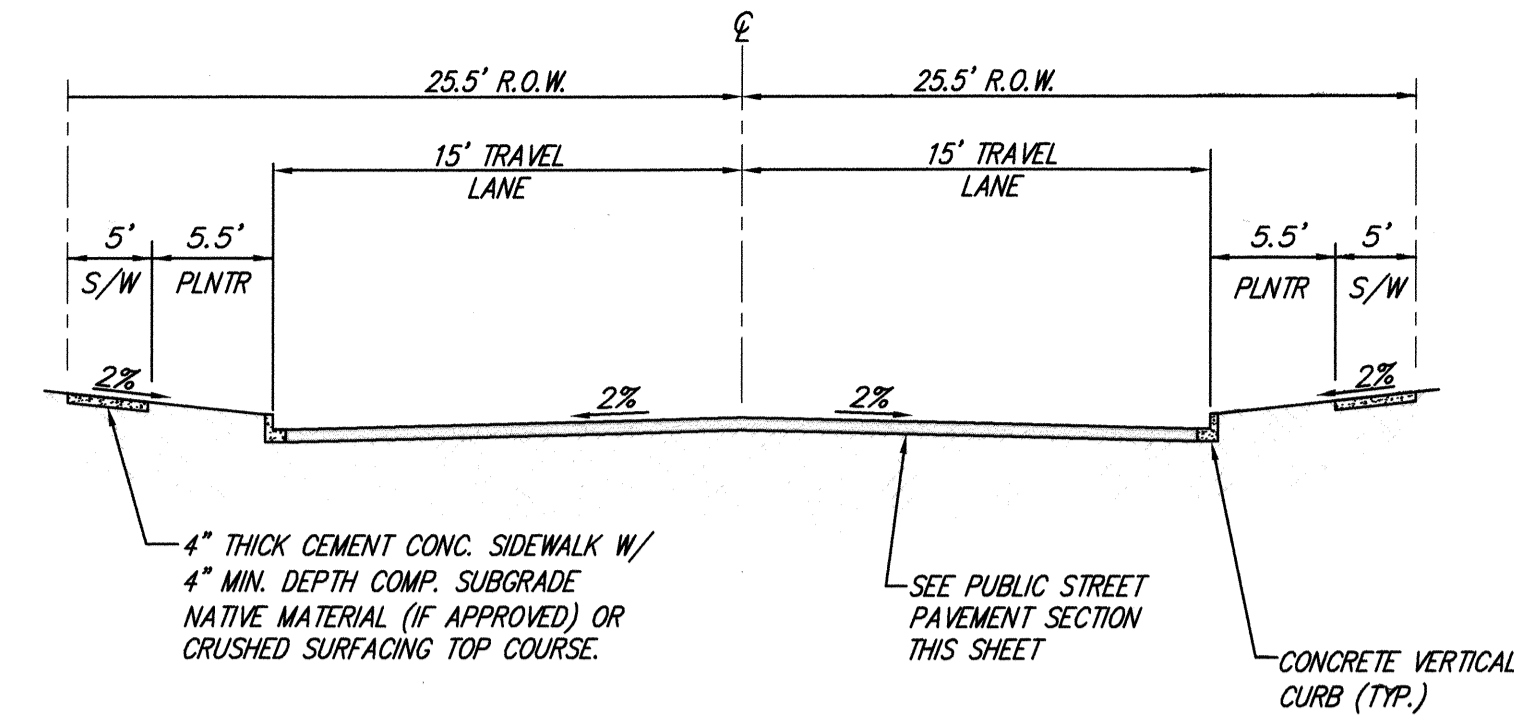 ℄
25.5' R.O.W.
25.5' R.O.W.
15' TRAVEL
LANE
15' TRAVEL
LANE
5'
S/W
5.5'
PLNTR
5.5'
PLNTR
5'
S/W
2%
2%
2%
2%
4" THICK CEMENT CONC. SIDEWALK W/
4" MIN. DEPTH COMP. SUBGRADE
NATIVE MATERIAL (IF APPROVED) OR
CRUSHED SURFACING TOP COURSE.
SEE PUBLIC STREET
PAVEMENT SECTION
THIS SHEET
CONCRETE VERTICAL
CURB (TYP.)